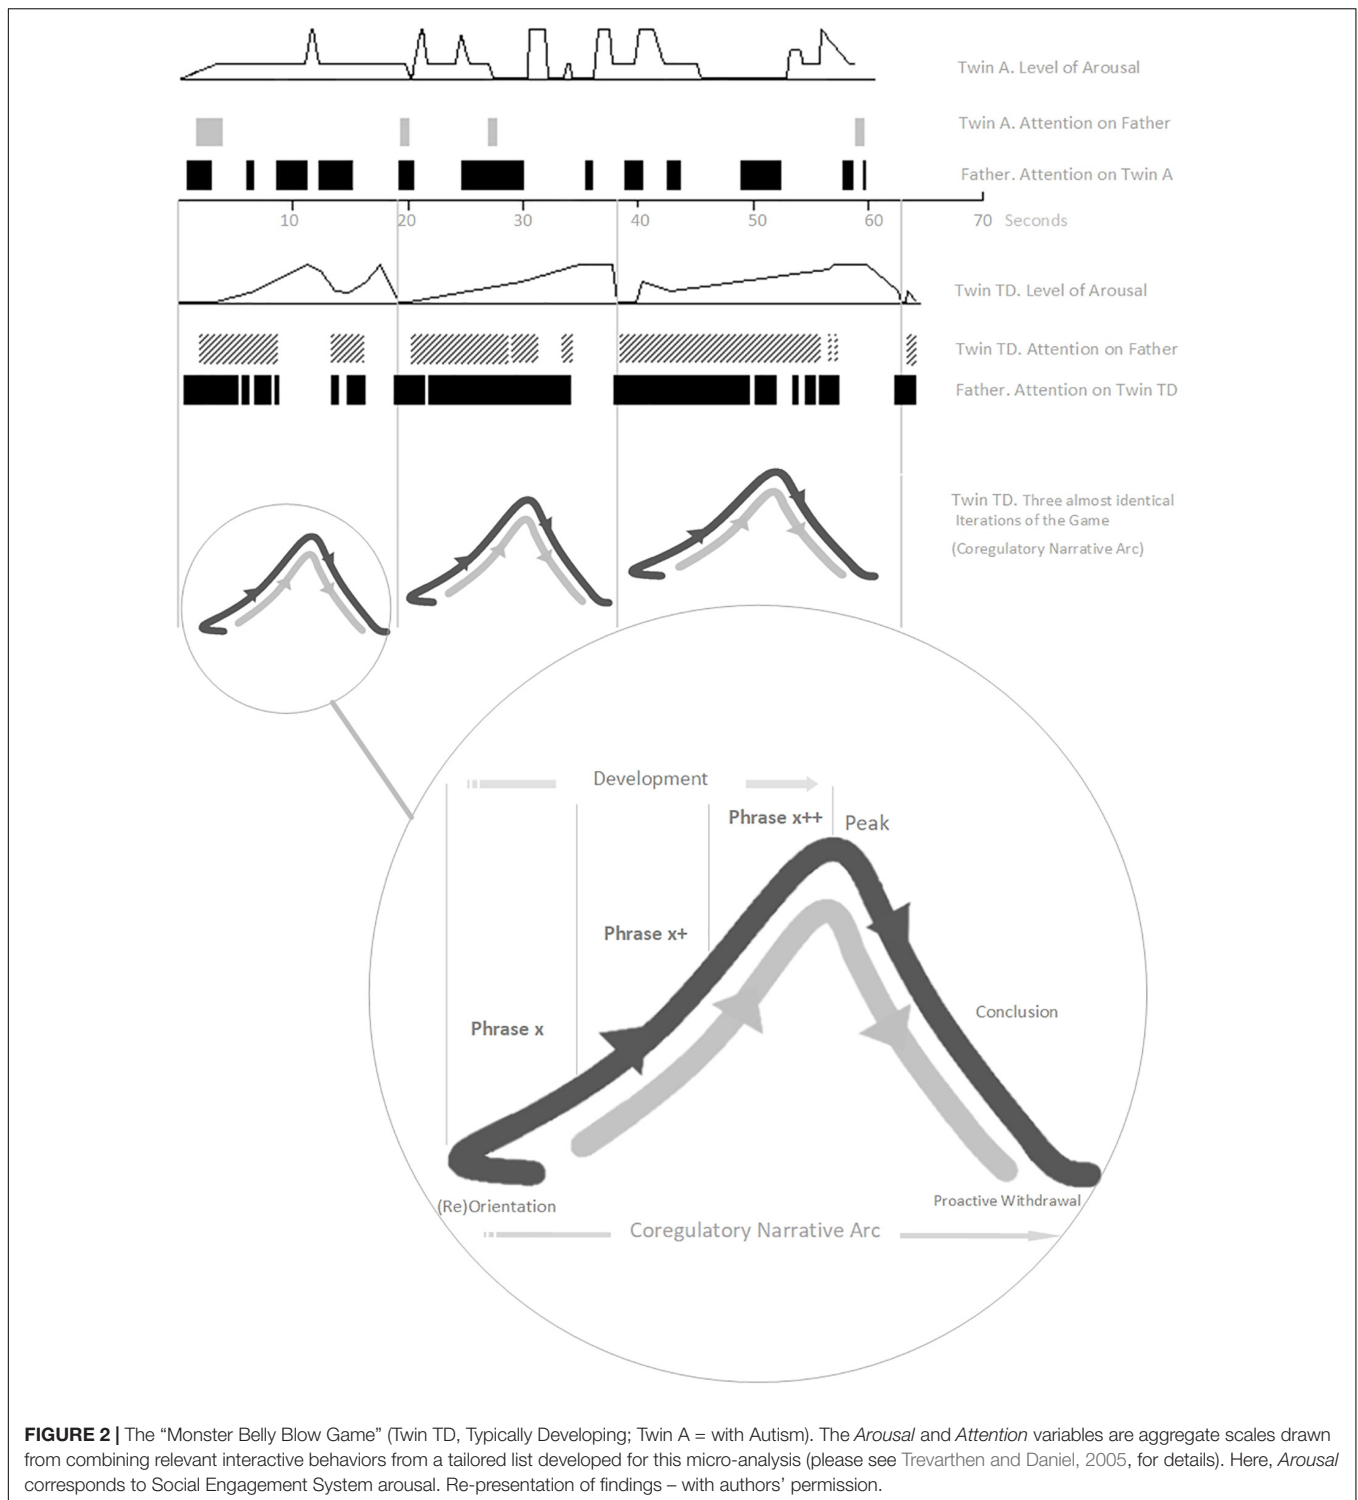 Twin A. Level of Arousal
Twin A. Attention on Father
Father. Attention on Twin A
10 20 30 40 50 60 70 Seconds
Twin TD. Level of Arousal
Twin TD. Attention on Father
Father. Attention on Twin TD
Twin TD. Three almost identical
Iterations of the Game
(Coregulatory Narrative Arc)
Development
Phrase x++
Peak
Phrase x+
Conclusion
Phrase x
(Re)Orientation
Proactive Withdrawal
Coregulatory Narrative Arc
FIGURE 2 | The “Monster Belly Blow Game” (Twin TD, Typically Developing; Twin A = with Autism). The Arousal and Attention variables are aggregate scales drawn
from combining relevant interactive behaviors from a tailored list developed for this micro-analysis (please see Trevarthen and Daniel, 2005, for details). Here, Arousal
corresponds to Social Engagement System arousal. Re-presentation of findings – with authors’ permission.